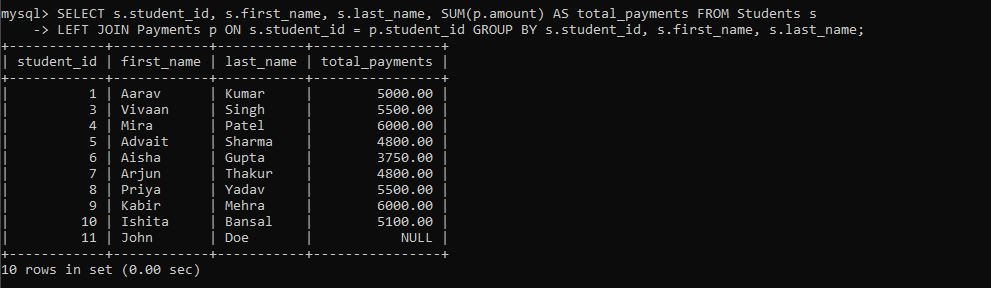 mysql> SELECT s.student_id, s.first_name, s.last_name, SUM(p.amount) AS total_payments FROM Students s
    -> LEFT JOIN Payments p ON s.student_id = p.student_id GROUP BY s.student_id, s.first_name, s.last_name;
+------------+------------+-----------+----------------+
| student_id | first_name | last_name | total_payments |
+------------+------------+-----------+----------------+
|          1 | Aarav      | Kumar     |        5000.00 |
|          3 | Vivaan     | Singh     |        5500.00 |
|          4 | Mira       | Patel     |        6000.00 |
|          5 | Advait     | Sharma    |        4800.00 |
|          6 | Aisha      | Gupta     |        3750.00 |
|          7 | Arjun      | Thakur    |        4800.00 |
|          8 | Priya      | Yadav     |        5500.00 |
|          9 | Kabir      | Mehra     |        6000.00 |
|         10 | Ishita     | Bansal    |        5100.00 |
|         11 | John       | Doe       |           NULL |
+------------+------------+-----------+----------------+
10 rows in set (0.00 sec)